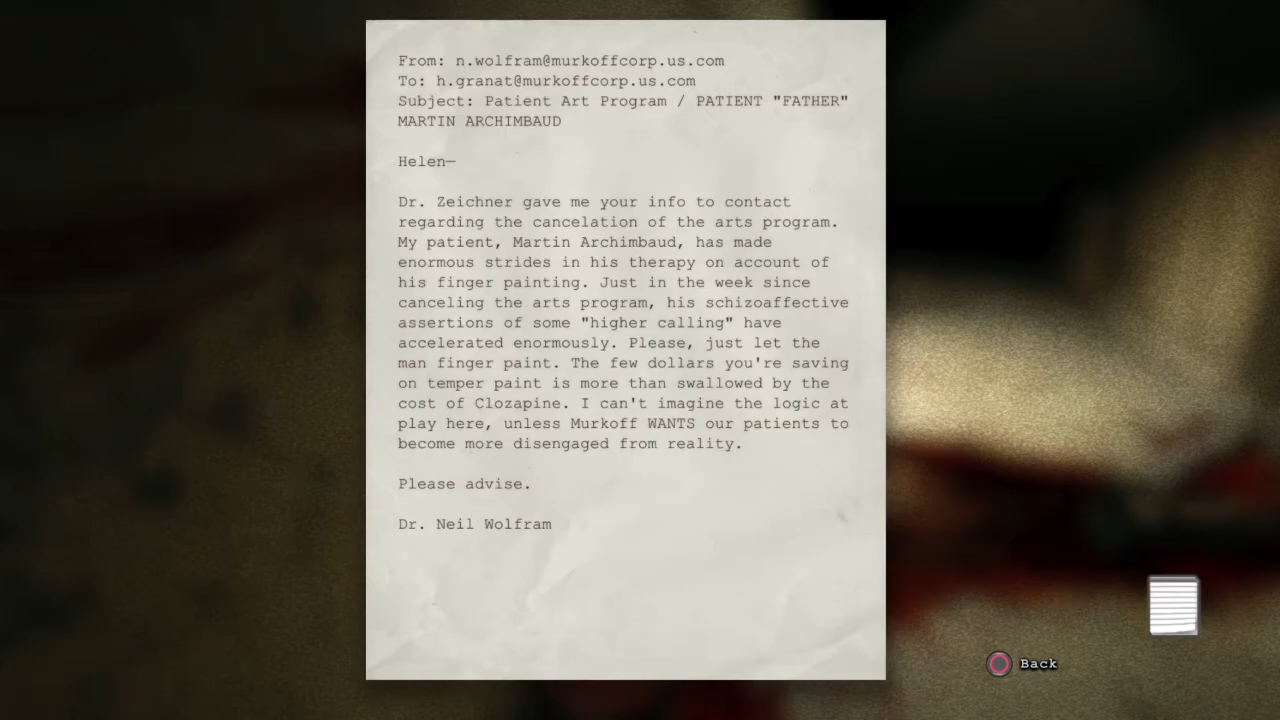 From: n.wolfram@murkoffcorp.us.com
To: h.granat@murkoffcorp.us.com
Subject: Patient Art Program / PATIENT "FATHER"
MARTIN ARCHIMBAUD
Helen—
Dr. Zeichner gave me your info to contact
regarding the cancelation of the arts program.
My patient, Martin Archimbaud, has made
enormous strides in his therapy on account of
his finger painting. Just in the week since
canceling the arts program, his schizoaffective
assertions of some "higher calling" have
accelerated enormously. Please, just let the
man finger paint. The few dollars you're saving
on temper paint is more than swallowed by the
cost of Clozapine. I can't imagine the logic at
play here, unless Murkoff WANTS our patients to
become more disengaged from reality.
Please advise.
Dr. Neil Wolfram
Back